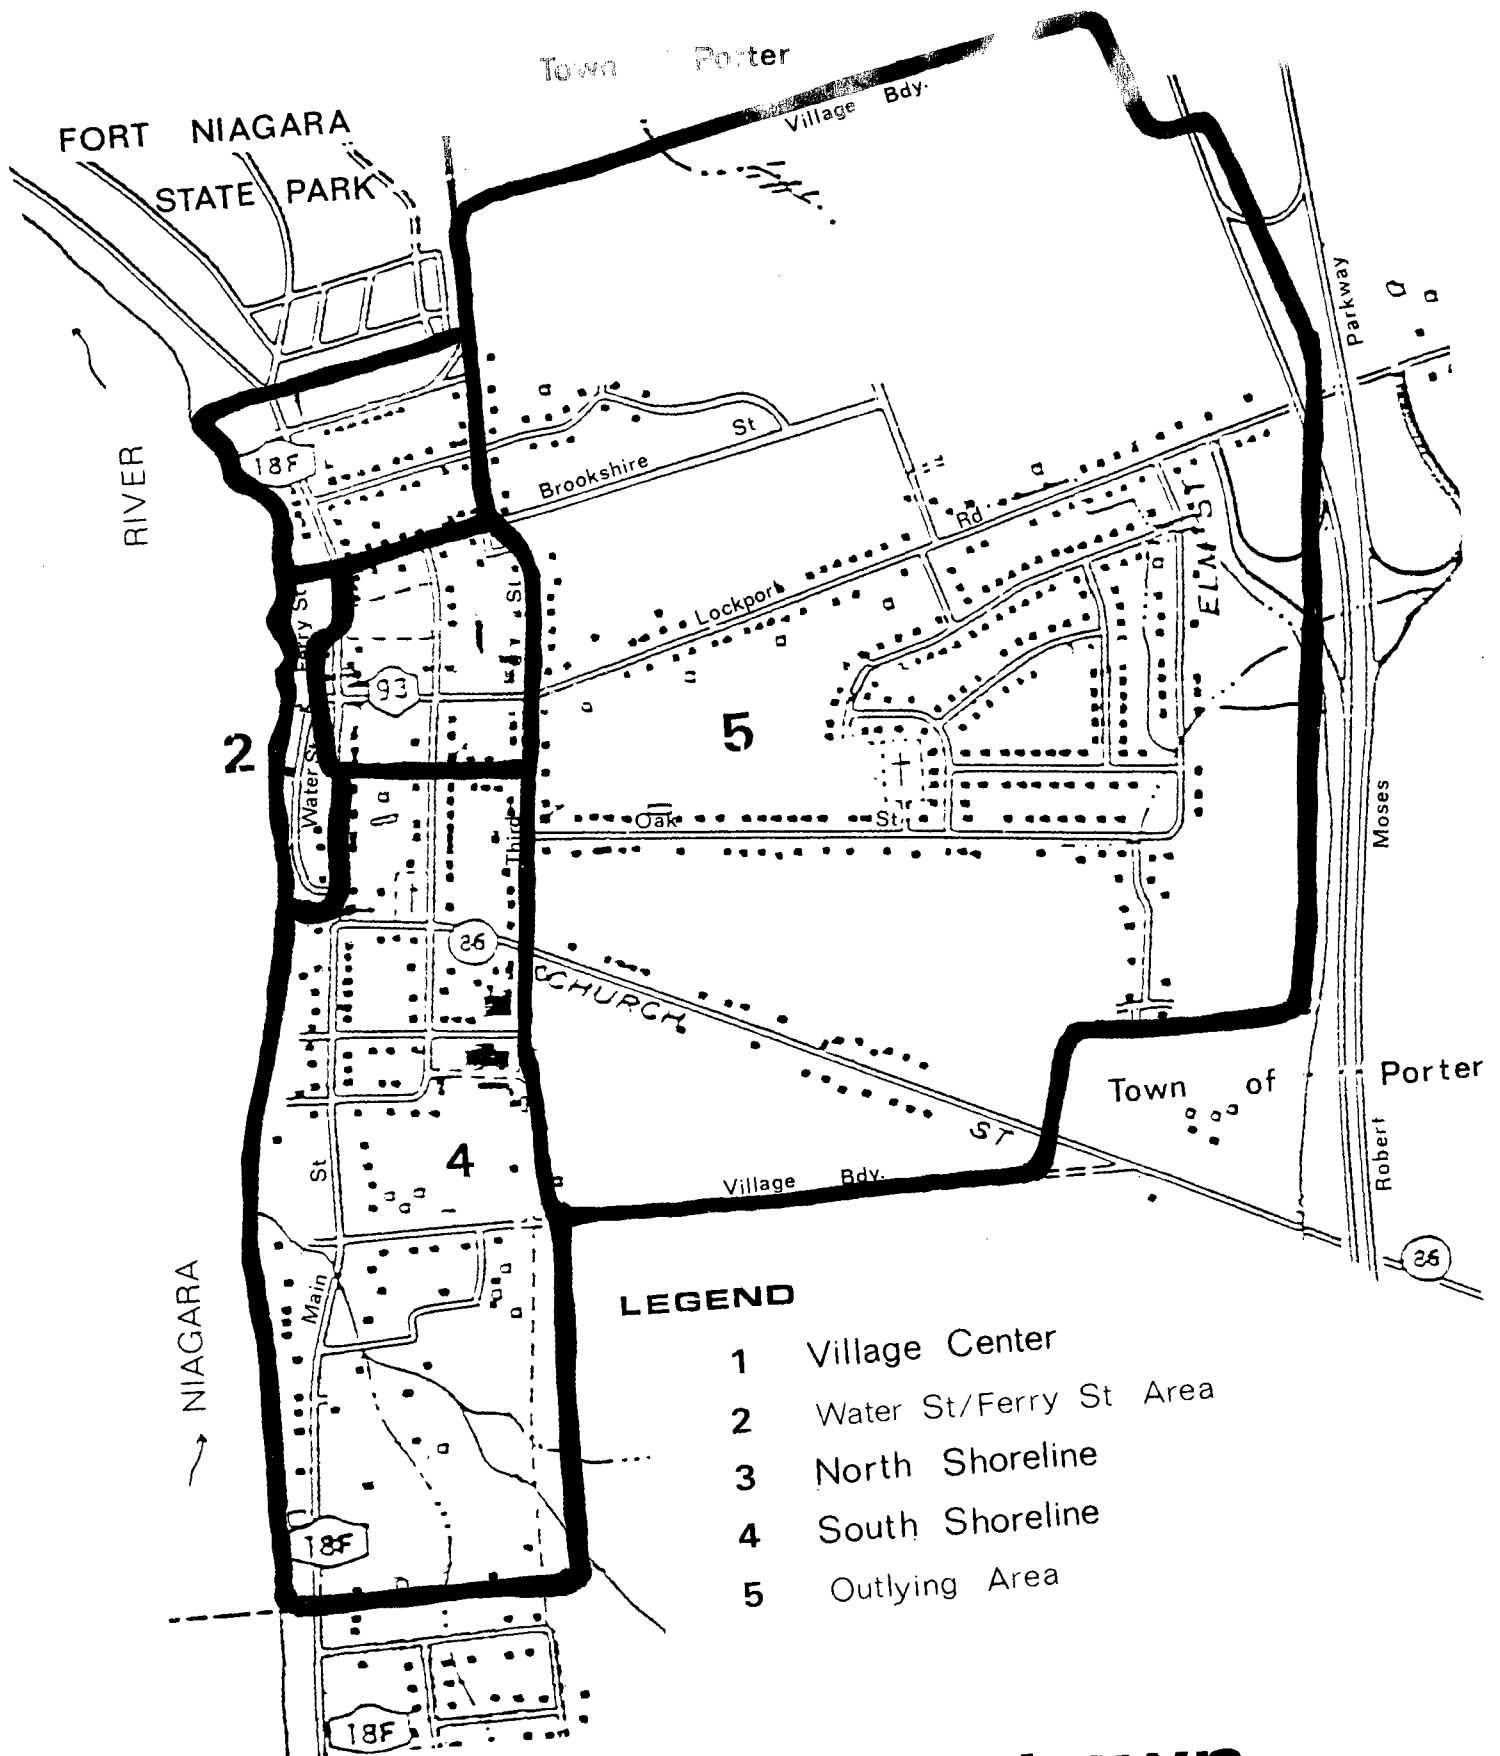 Town Porter
Village Bdy.
FORT NIAGARA
STATE PARK
Parkway
RIVER
18F
St
Brookshire
Rd
ELM ST
Lockport
St
Ferry St
93
5
2
Water St
Oak St
Third
Moses
86
CHURCH
ST
Town of Porter
4
St
Village Bdy.
Robert
86
NIAGARA
Main
LEGEND
1 Village Center
2 Water St/Ferry St Area
3 North Shoreline
4 South Shoreline
5 Outlying Area
18F
18F